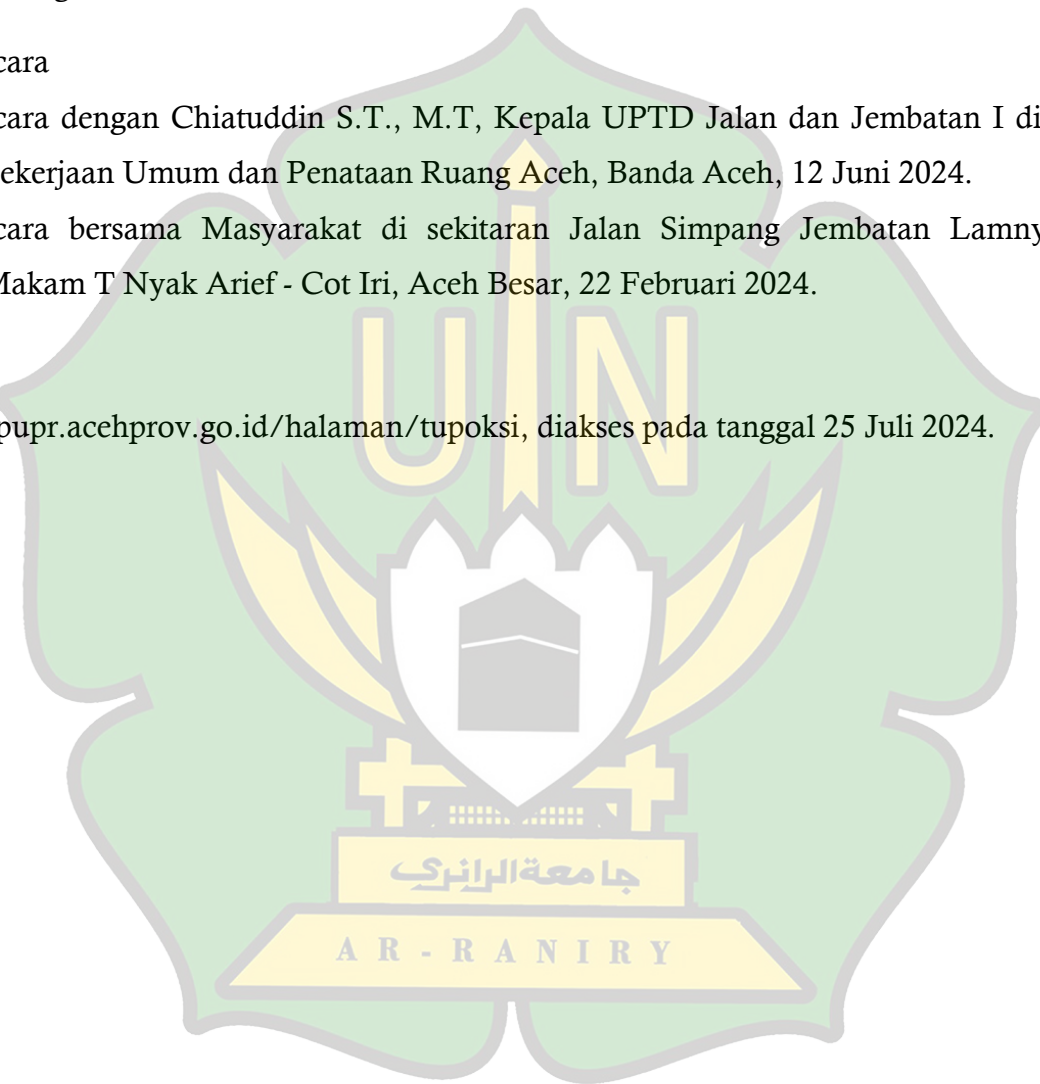 cara
cara dengan Chiatuddin S.T., M.T, Kepala UPTD Jalan dan Jembatan I di
ekerjaan Umum dan Penataan Ruang Aceh, Banda Aceh, 12 Juni 2024.
cara bersama Masyarakat di sekitaran Jalan Simpang Jembatan Lamny
Makam T Nyak Arief - Cot Iri, Aceh Besar, 22 Februari 2024.
UIN
pupr.acehprov.go.id/halaman/tupoksi, diakses pada tanggal 25 Juli 2024.
جامعة الرانري
AR-RANIRY